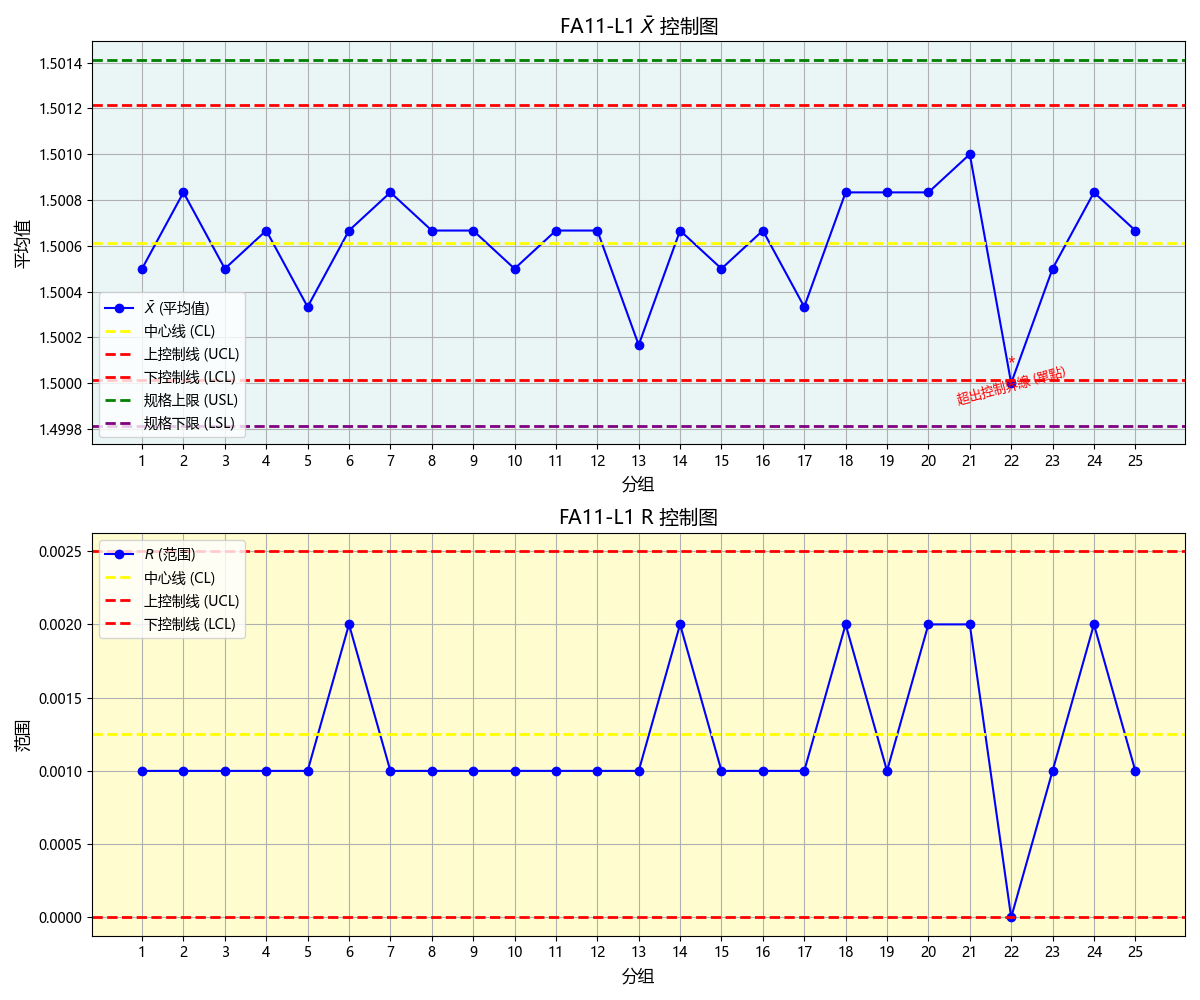 FA11-L1 X̄ 控制图
平均值
1.5014
1.5012
1.5010
1.5008
1.5006
1.5004
1.5002
1.5000
1.4998
X̄ (平均值)
中心线 (CL)
上控制线 (UCL)
下控制线 (LCL)
规格上限 (USL)
规格下限 (LSL)
*
超出控制界線 (單點)
1 2 3 4 5 6 7 8 9 10 11 12 13 14 15 16 17 18 19 20 21 22 23 24 25
分组
FA11-L1 R 控制图
范围
0.0025
0.0020
0.0015
0.0010
0.0005
0.0000
R (范围)
中心线 (CL)
上控制线 (UCL)
下控制线 (LCL)
1 2 3 4 5 6 7 8 9 10 11 12 13 14 15 16 17 18 19 20 21 22 23 24 25
分组